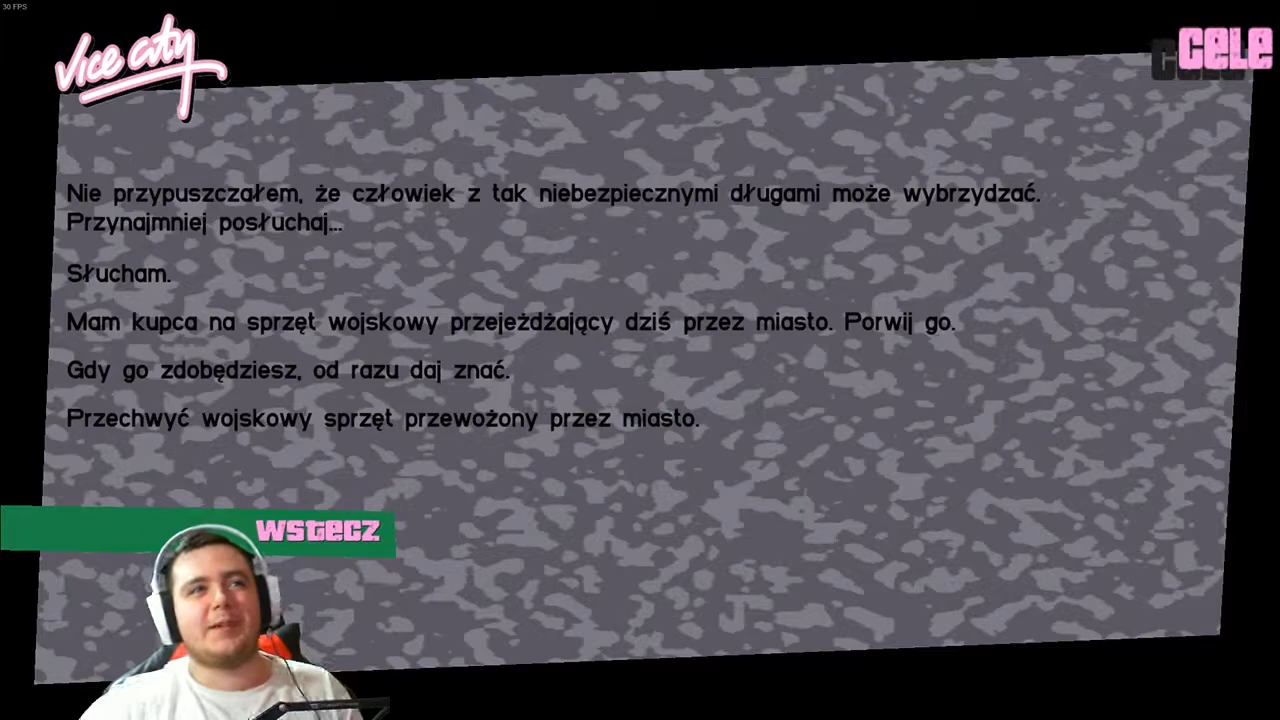 30 FPS
Vice City
CELE
Nie przypuszczałem, że człowiek z tak niebezpiecznymi długami może wybrzydzać.
Przynajmniej posłuchaj...
Słucham.
Mam kupca na sprzęt wojskowy przejeżdżający dziś przez miasto. Porwij go.
Gdy go zdobędziesz, od razu daj znać.
Przechwyć wojskowy sprzęt przewożony przez miasto.
WSTECZ